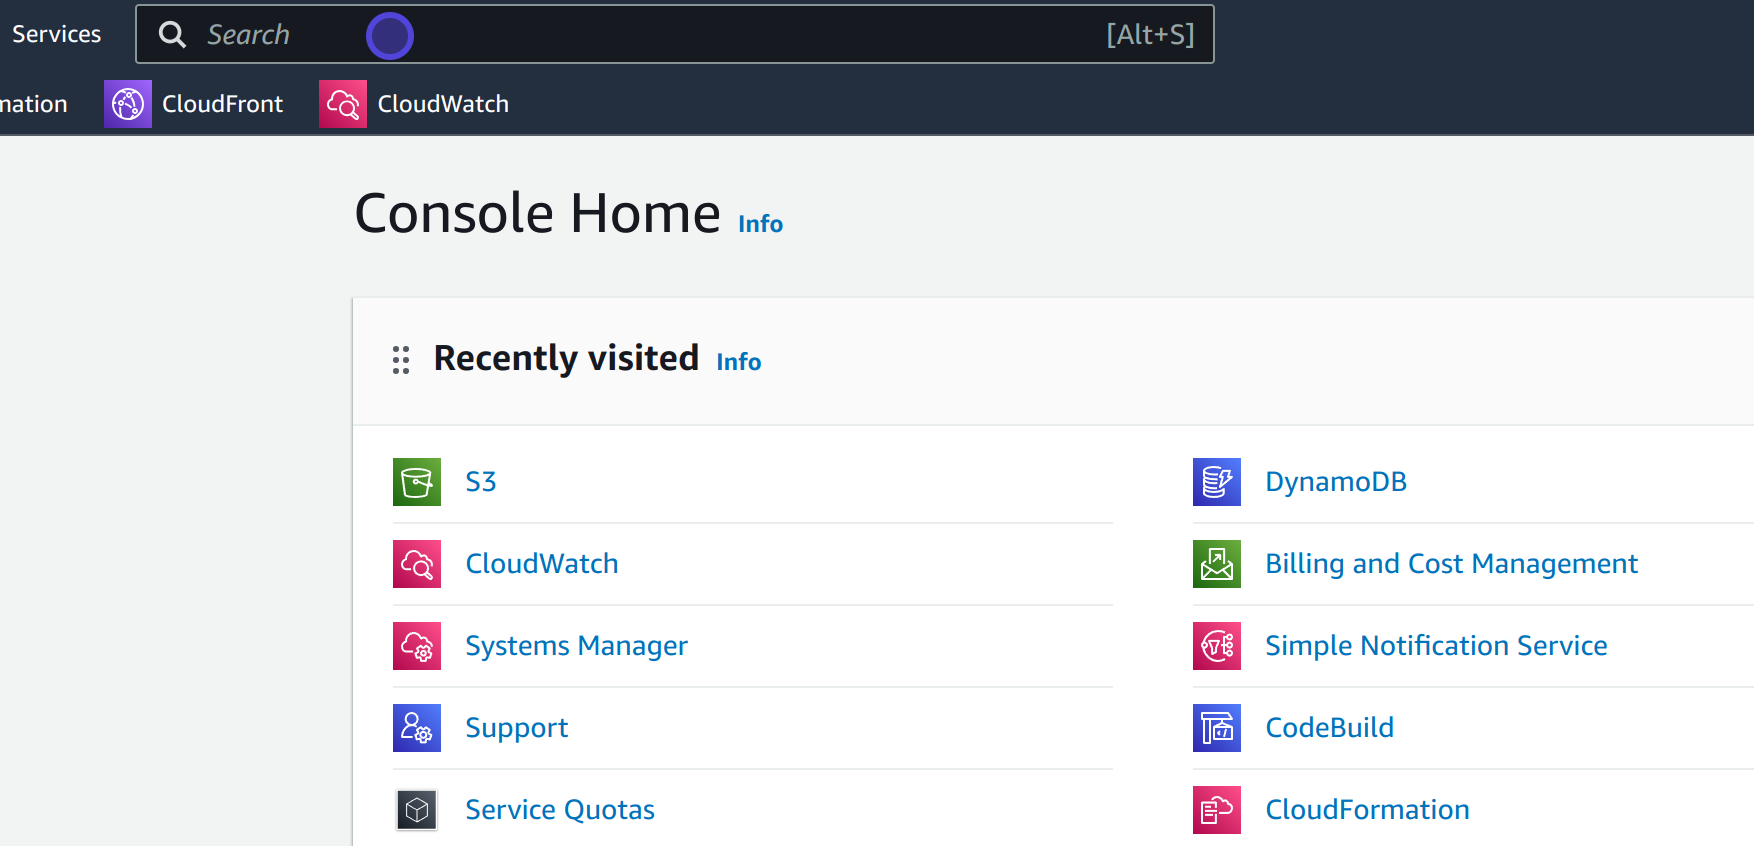 Services Search [Alt+S]
mation CloudFront CloudWatch
Console Home Info
Recently visited Info
S3 DynamoDB
CloudWatch Billing and Cost Management
Systems Manager Simple Notification Service
Support CodeBuild
Service Quotas CloudFormation